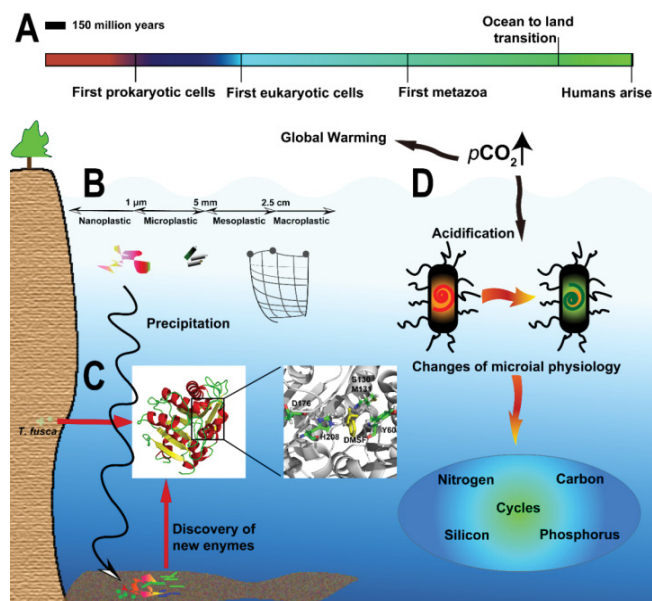 A
150 million years
Ocean to land
transition
First prokaryotic cells
First eukaryotic cells
First metazoa
Humans arise
Global Warming
pCO2
B
1 μm
5 mm
2.5 cm
Nanoplastic
Microplastic
Mesoplastic
Macroplastic
Precipitation
C
T. fusca
D176
S130
M131
H208
DMSF
Y60
Discovery of
new enymes
D
Acidification
Changes of microial physiology
Nitrogen
Carbon
Cycles
Silicon
Phosphorus